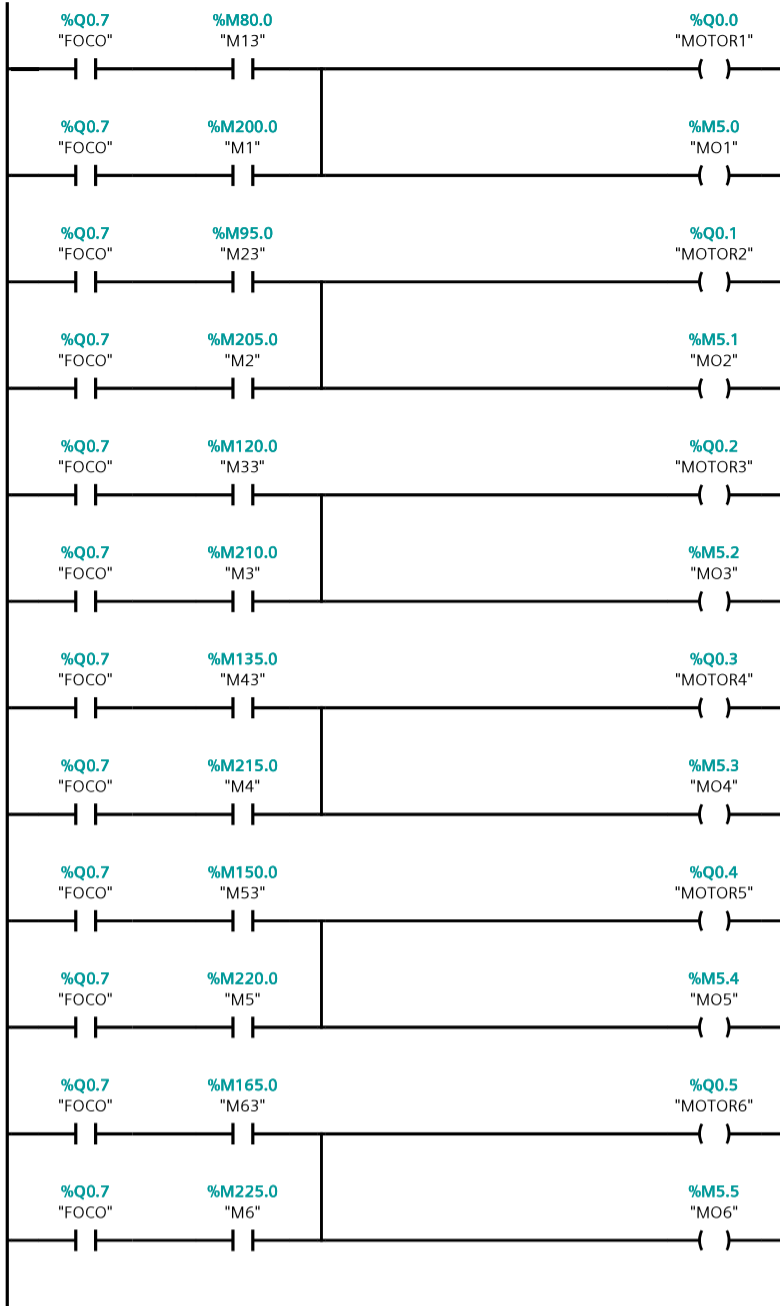 %Q0.7 %M80.0 %Q0.0
"FOCO" "M13" "MOTOR1"
%Q0.7 %M200.0 %M5.0
"FOCO" "M1" "MO1"
%Q0.7 %M95.0 %Q0.1
"FOCO" "M23" "MOTOR2"
%Q0.7 %M205.0 %M5.1
"FOCO" "M2" "MO2"
%Q0.7 %M120.0 %Q0.2
"FOCO" "M33" "MOTOR3"
%Q0.7 %M210.0 %M5.2
"FOCO" "M3" "MO3"
%Q0.7 %M135.0 %Q0.3
"FOCO" "M43" "MOTOR4"
%Q0.7 %M215.0 %M5.3
"FOCO" "M4" "MO4"
%Q0.7 %M150.0 %Q0.4
"FOCO" "M53" "MOTOR5"
%Q0.7 %M220.0 %M5.4
"FOCO" "M5" "MO5"
%Q0.7 %M165.0 %Q0.5
"FOCO" "M63" "MOTOR6"
%Q0.7 %M225.0 %M5.5
"FOCO" "M6" "MO6"